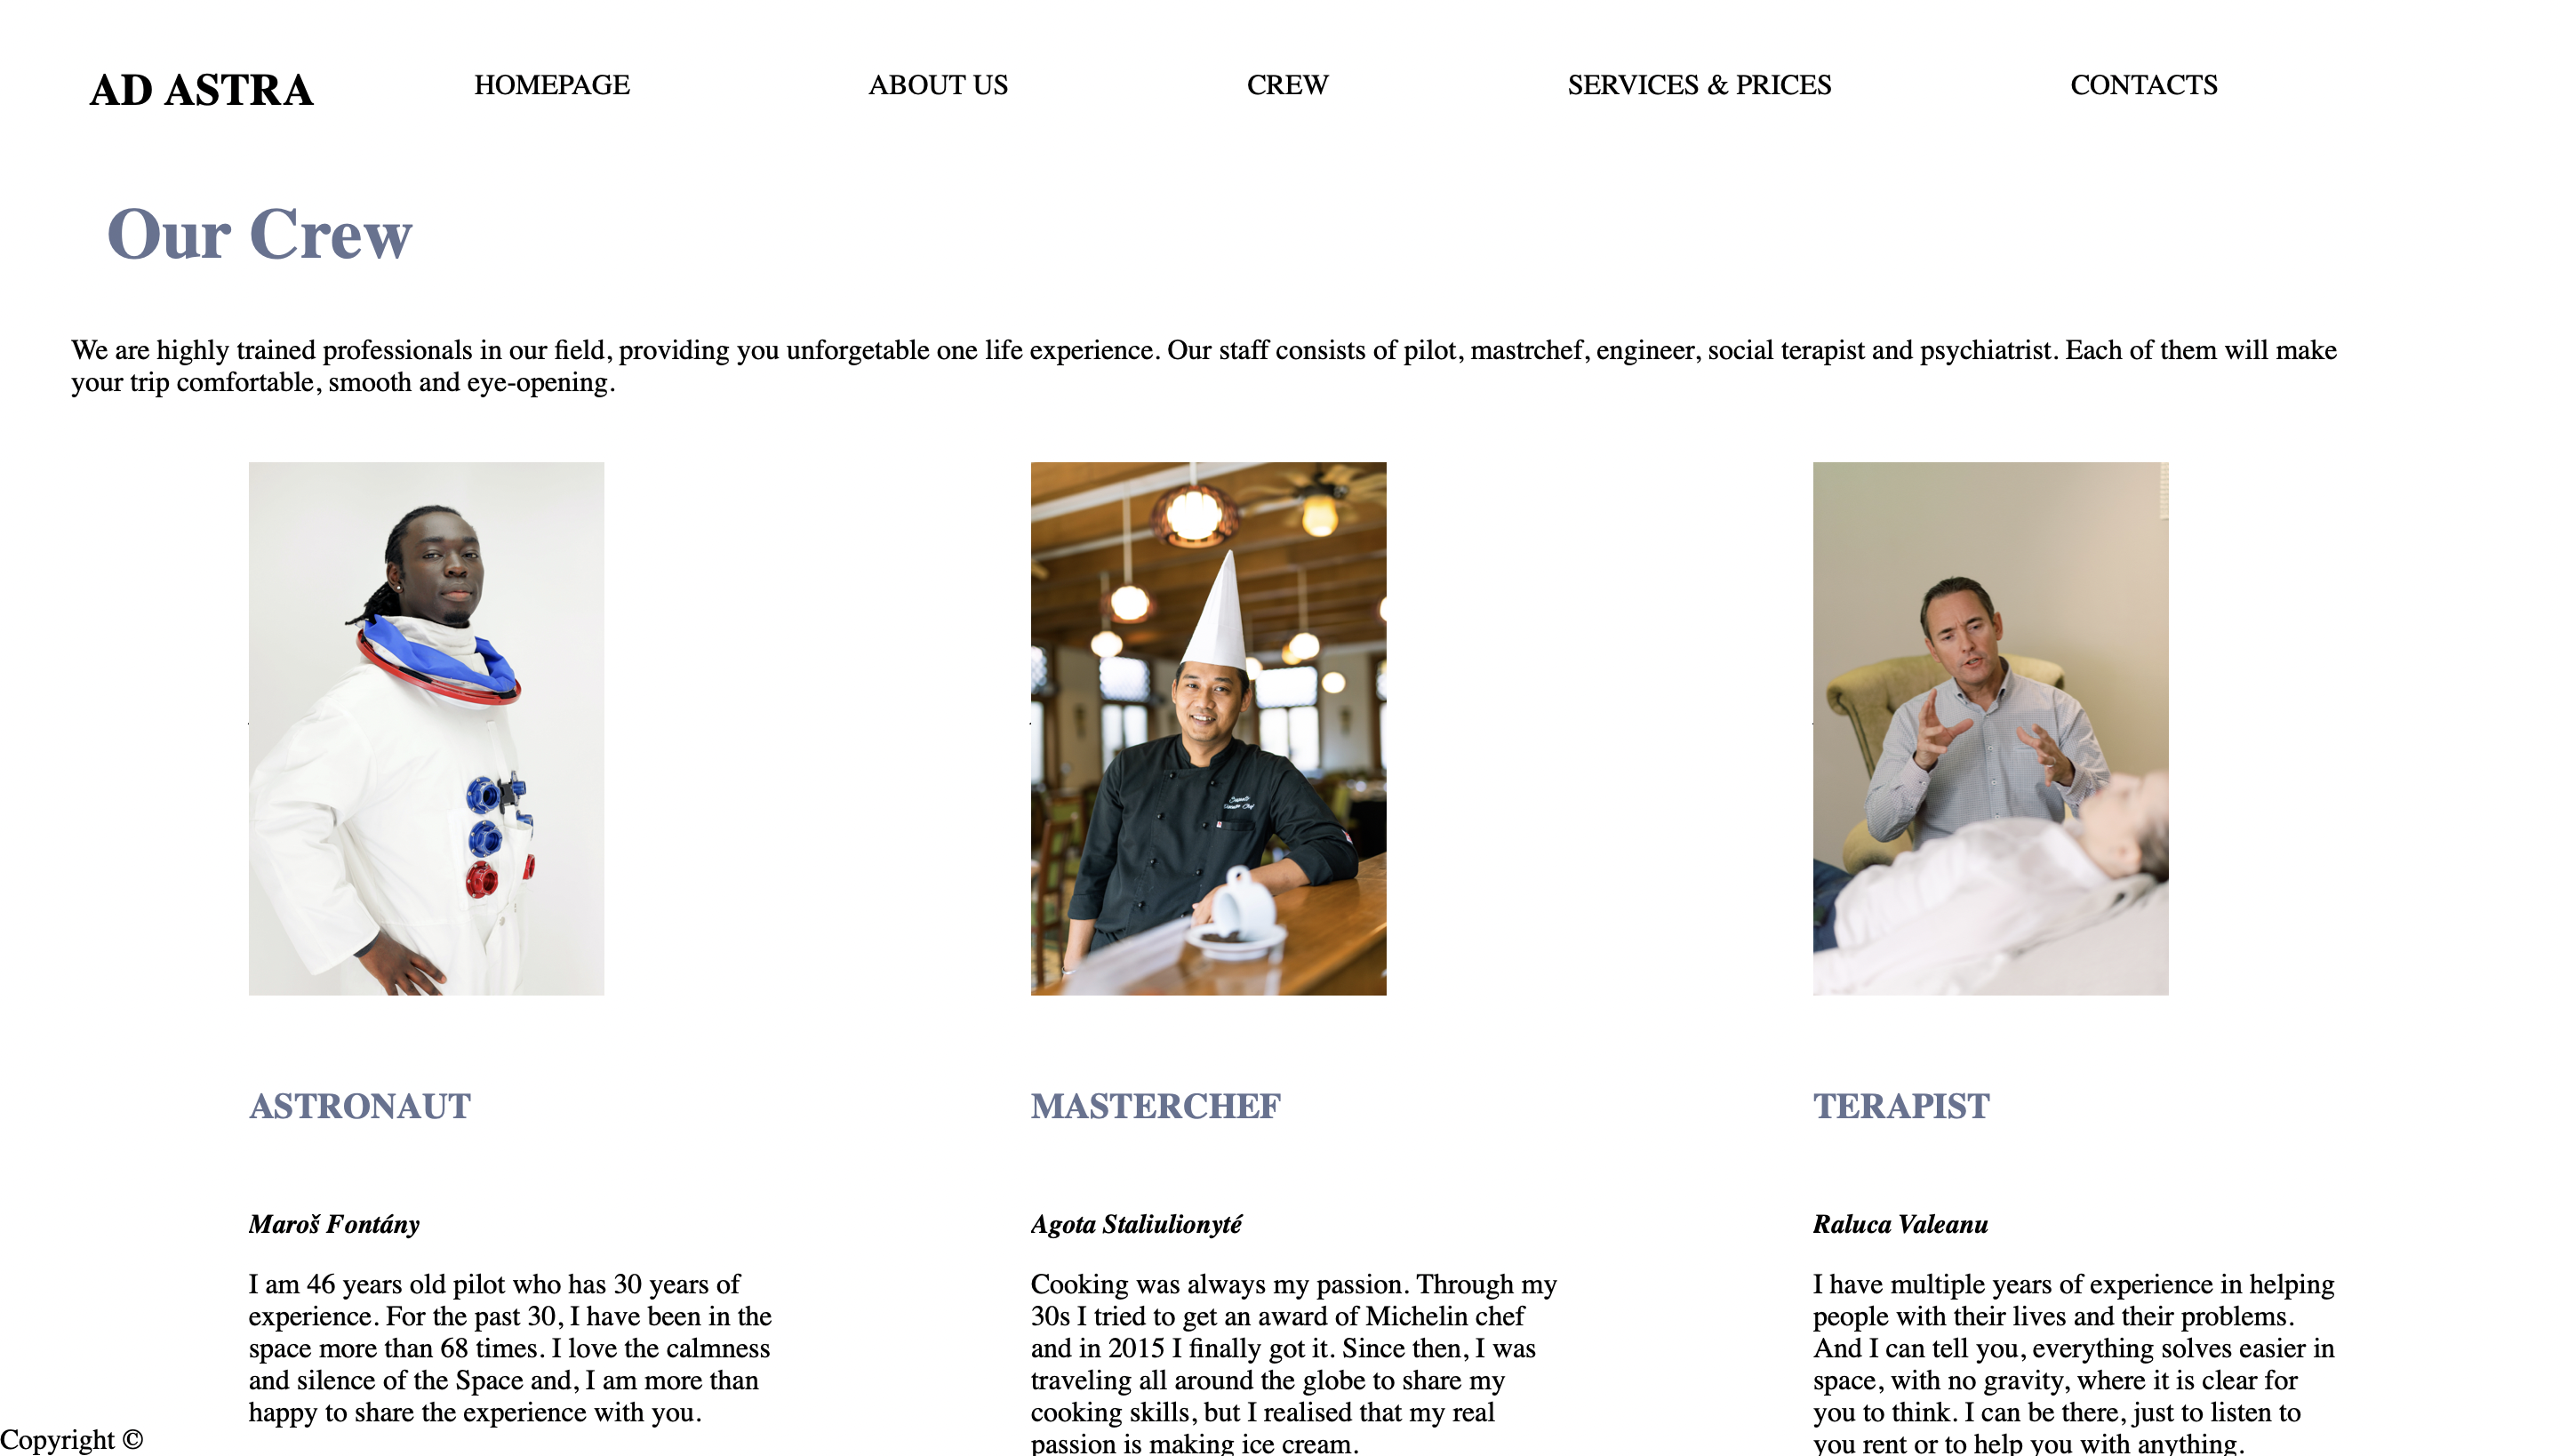 AD ASTRA HOMEPAGE ABOUT US CREW SERVICES & PRICES CONTACTS
Our Crew
We are highly trained professionals in our field, providing you unforgetable one life experience. Our staff consists of pilot, mastrchef, engineer, social terapist and psychiatrist. Each of them will make
your trip comfortable, smooth and eye-opening.
ASTRONAUT
Maroš Fontány
I am 46 years old pilot who has 30 years of
experience. For the past 30, I have been in the
space more than 68 times. I love the calmness
and silence of the Space and, I am more than
happy to share the experience with you.
MASTERCHEF
Agota Staliulionyté
Cooking was always my passion. Through my
30s I tried to get an award of Michelin chef
and in 2015 I finally got it. Since then, I was
traveling all around the globe to share my
cooking skills, but I realised that my real
passion is making ice cream.
TERAPIST
Raluca Valeanu
I have multiple years of experience in helping
people with their lives and their problems.
And I can tell you, everything solves easier in
space, with no gravity, where it is clear for
you to think. I can be there, just to listen to
you rent or to help you with anything.
Copyright ©